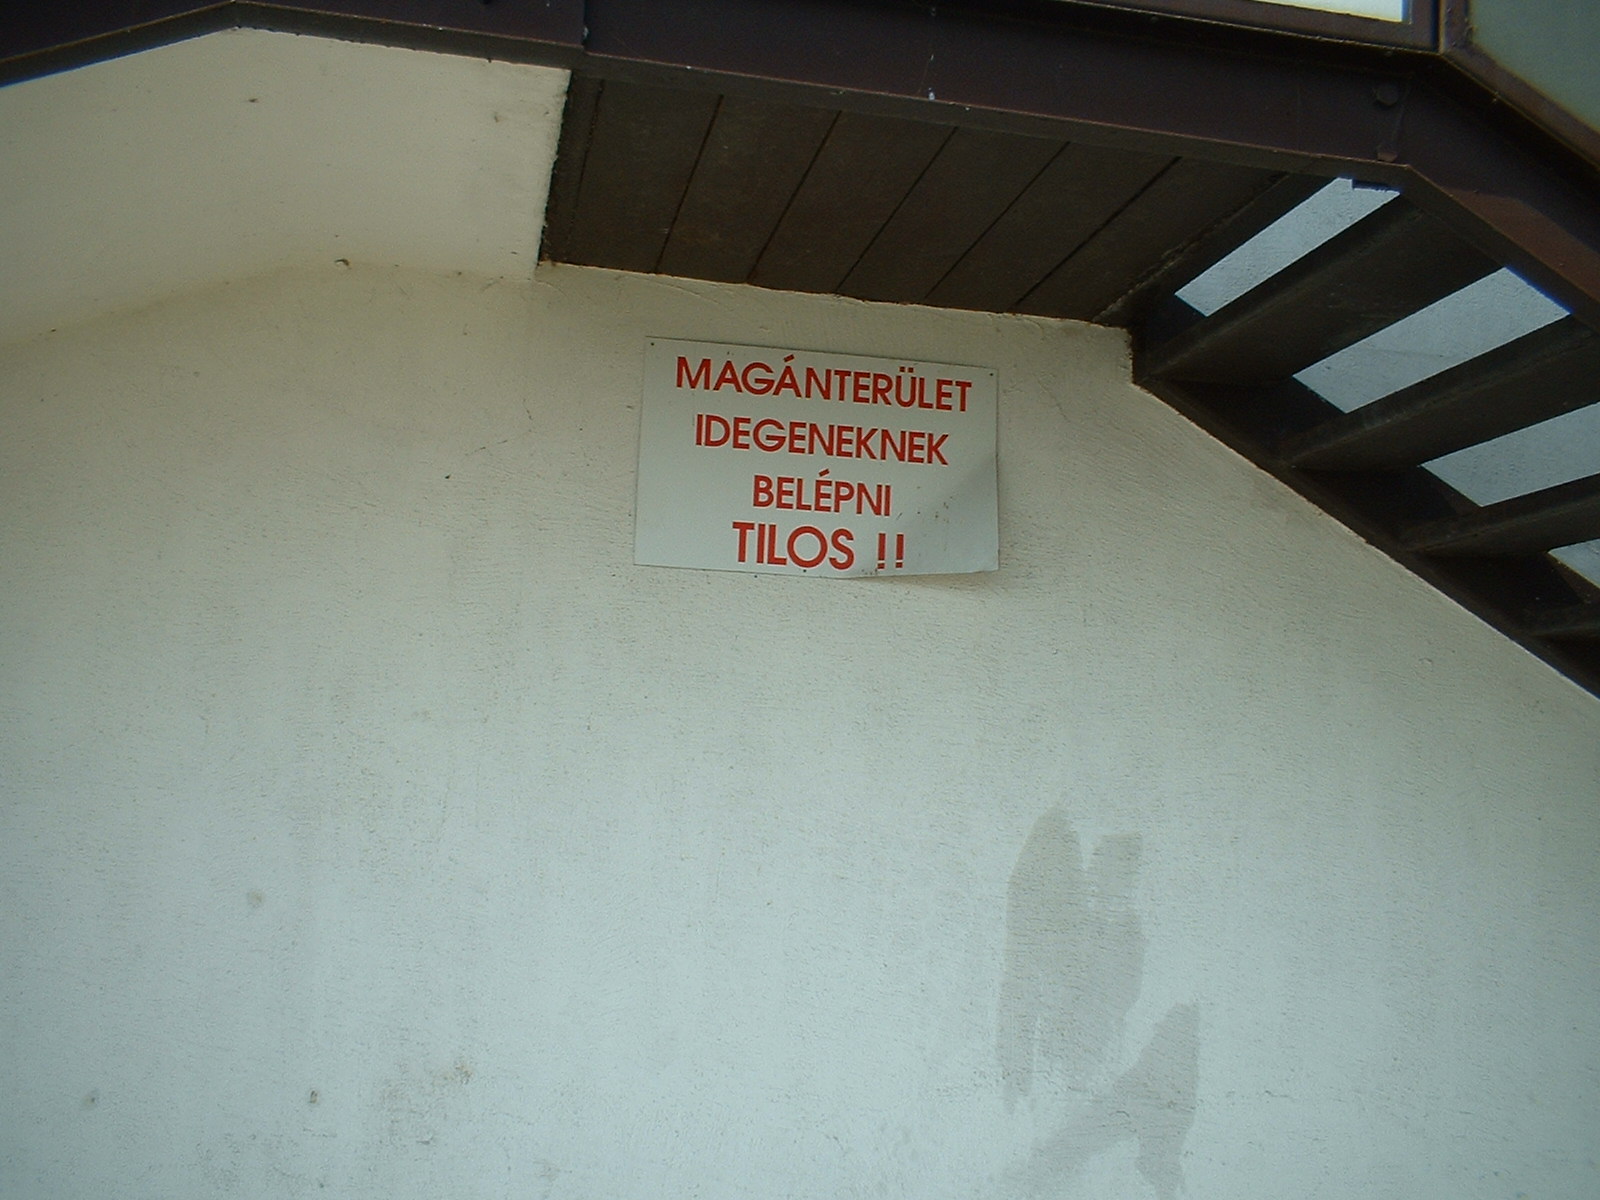 MAGÁNTERÜLET
IDEGENEKNEK
BELÉPNI
TILOS !!